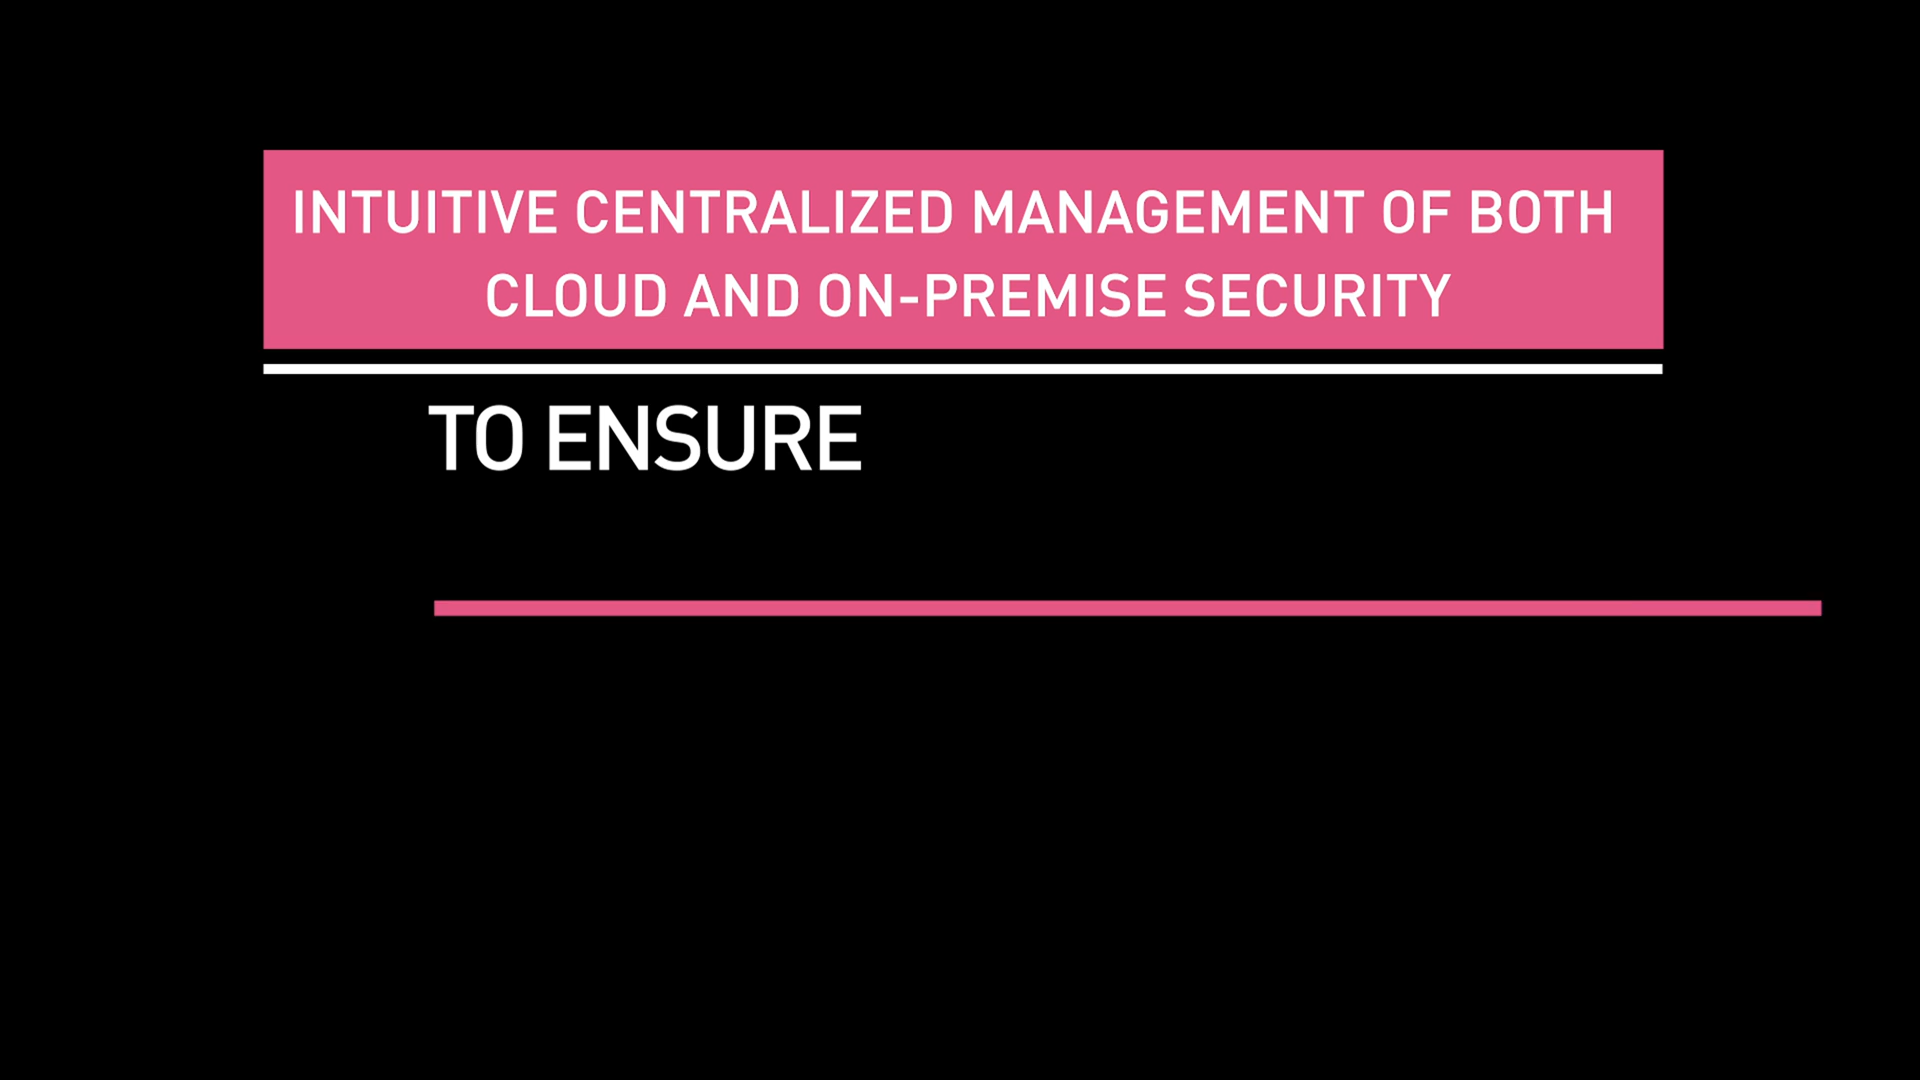 INTUITIVE CENTRALIZED MANAGEMENT OF BOTH
CLOUD AND ON-PREMISE SECURITY
TO ENSURE